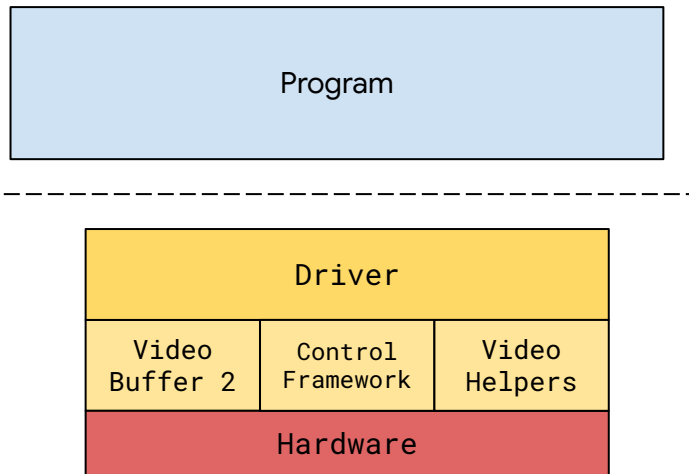 Program
Driver
Video
Buffer 2
Control
Framework
Video
Helpers
Hardware